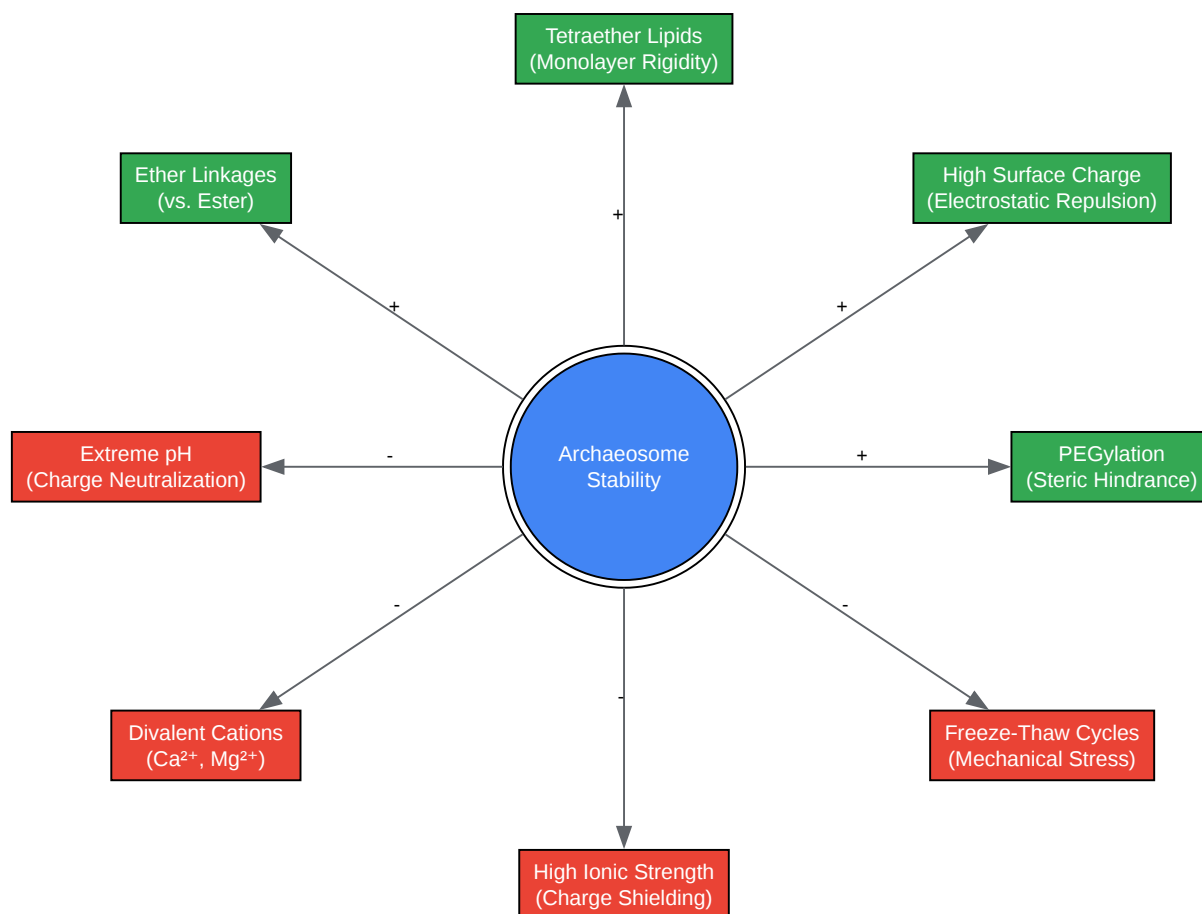 Tetraether Lipids
(Monolayer Rigidity)
Ether Linkages
(vs. Ester)
High Surface Charge
(Electrostatic Repulsion)
+
+
+
Extreme pH
(Charge Neutralization)
-
Archaeosome
Stability
+
PEGylation
(Steric Hindrance)
-
-
-
Divalent Cations
(Ca²⁺, Mg²⁺)
Freeze-Thaw Cycles
(Mechanical Stress)
High Ionic Strength
(Charge Shielding)